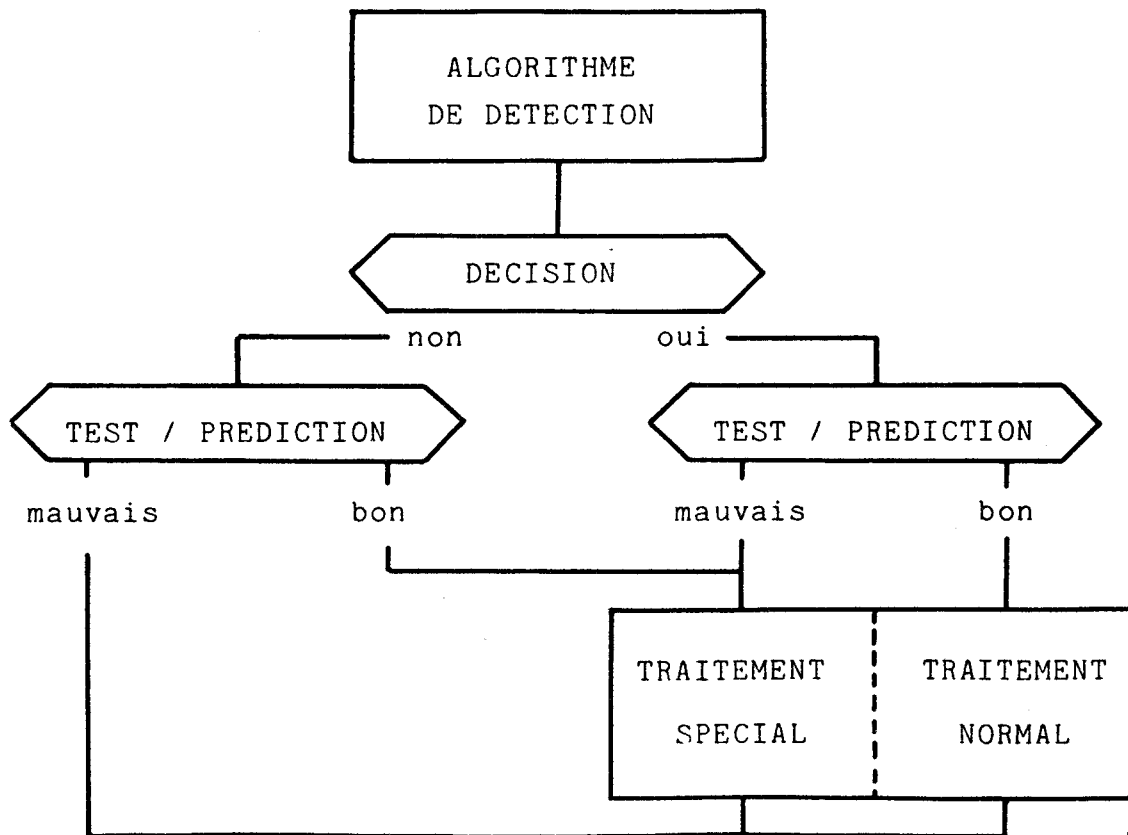 ALGORITHME
DE DETECTION
DECISION
non
oui
TEST / PREDICTION
TEST / PREDICTION
mauvais
bon
mauvais
bon
TRAITEMENT
SPECIAL
TRAITEMENT
NORMAL